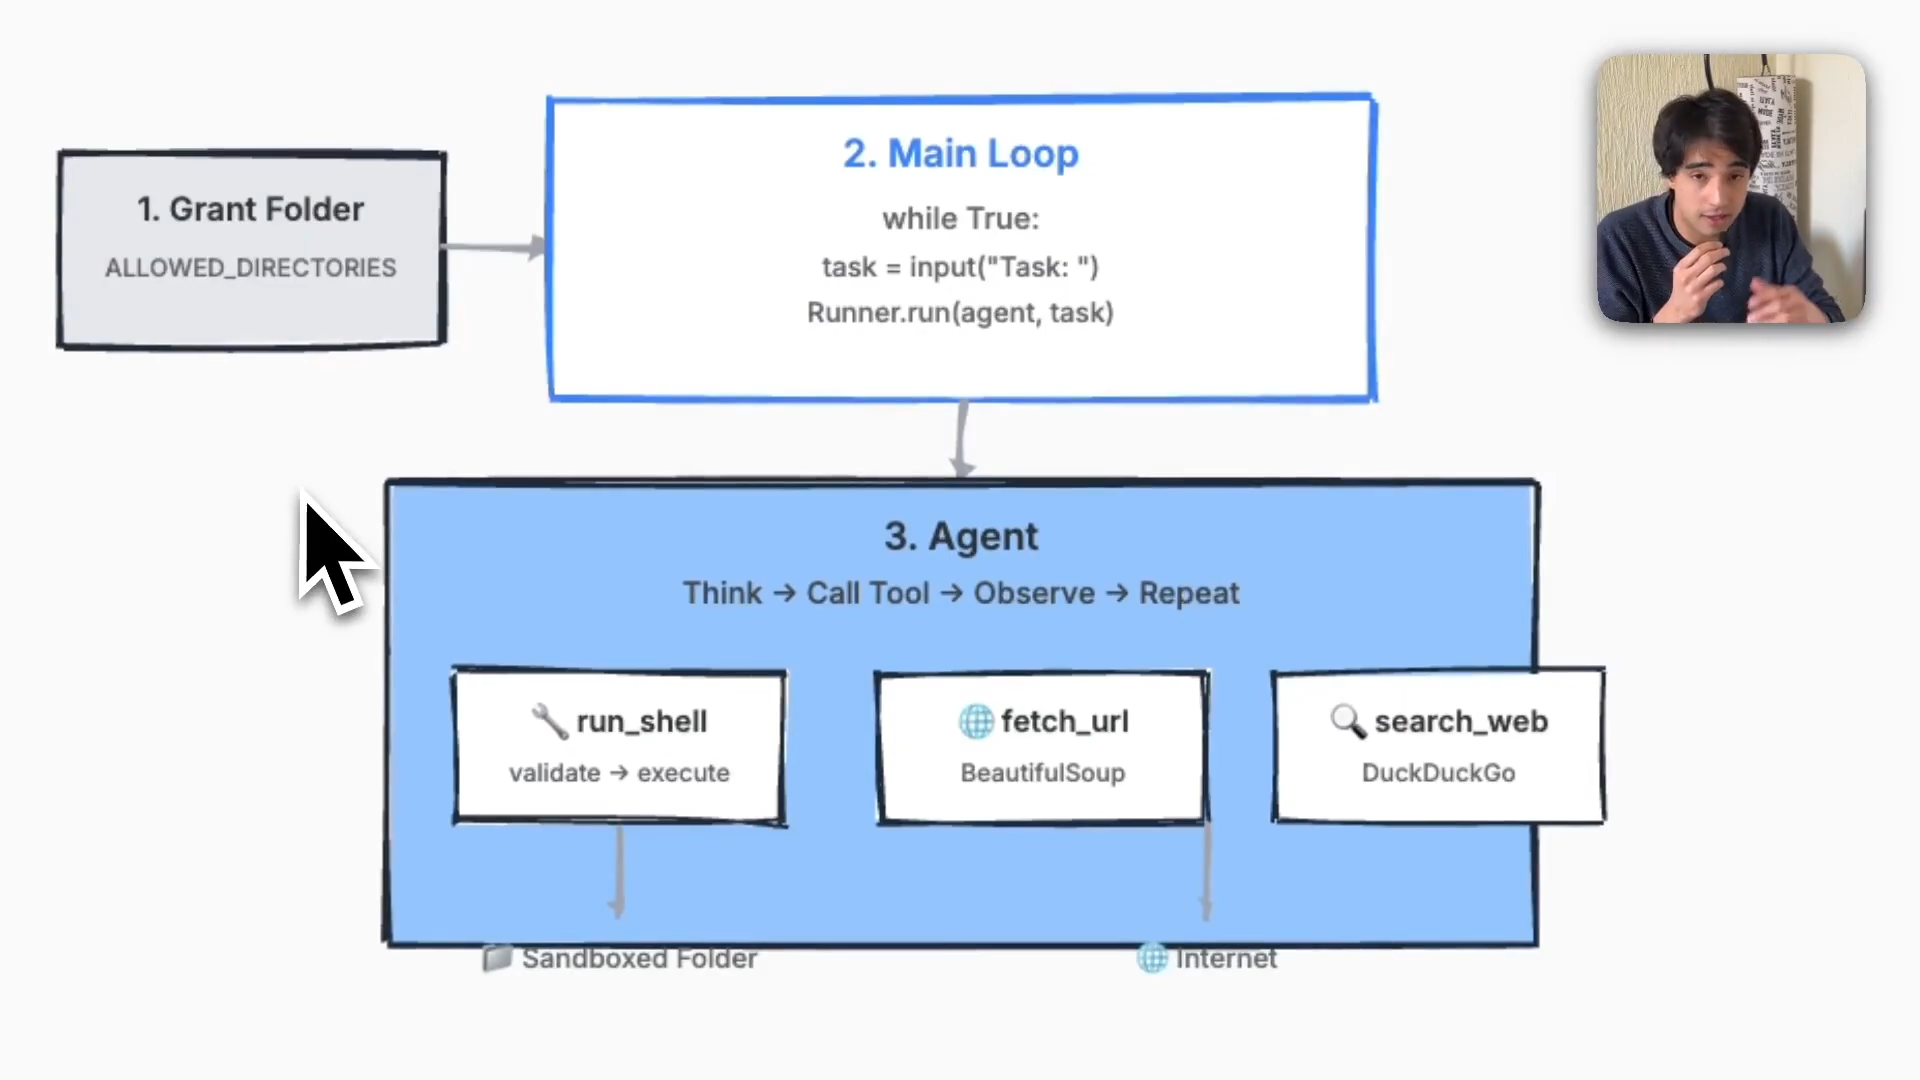 1. Grant Folder
ALLOWED_DIRECTORIES
2. Main Loop
while True:
task = input("Task: ")
Runner.run(agent, task)
3. Agent
Think → Call Tool → Observe → Repeat
🔧 run_shell
validate → execute
🌐 fetch_url
BeautifulSoup
🔍 search_web
DuckDuckGo
📁 Sandboxed Folder
🌐 Internet